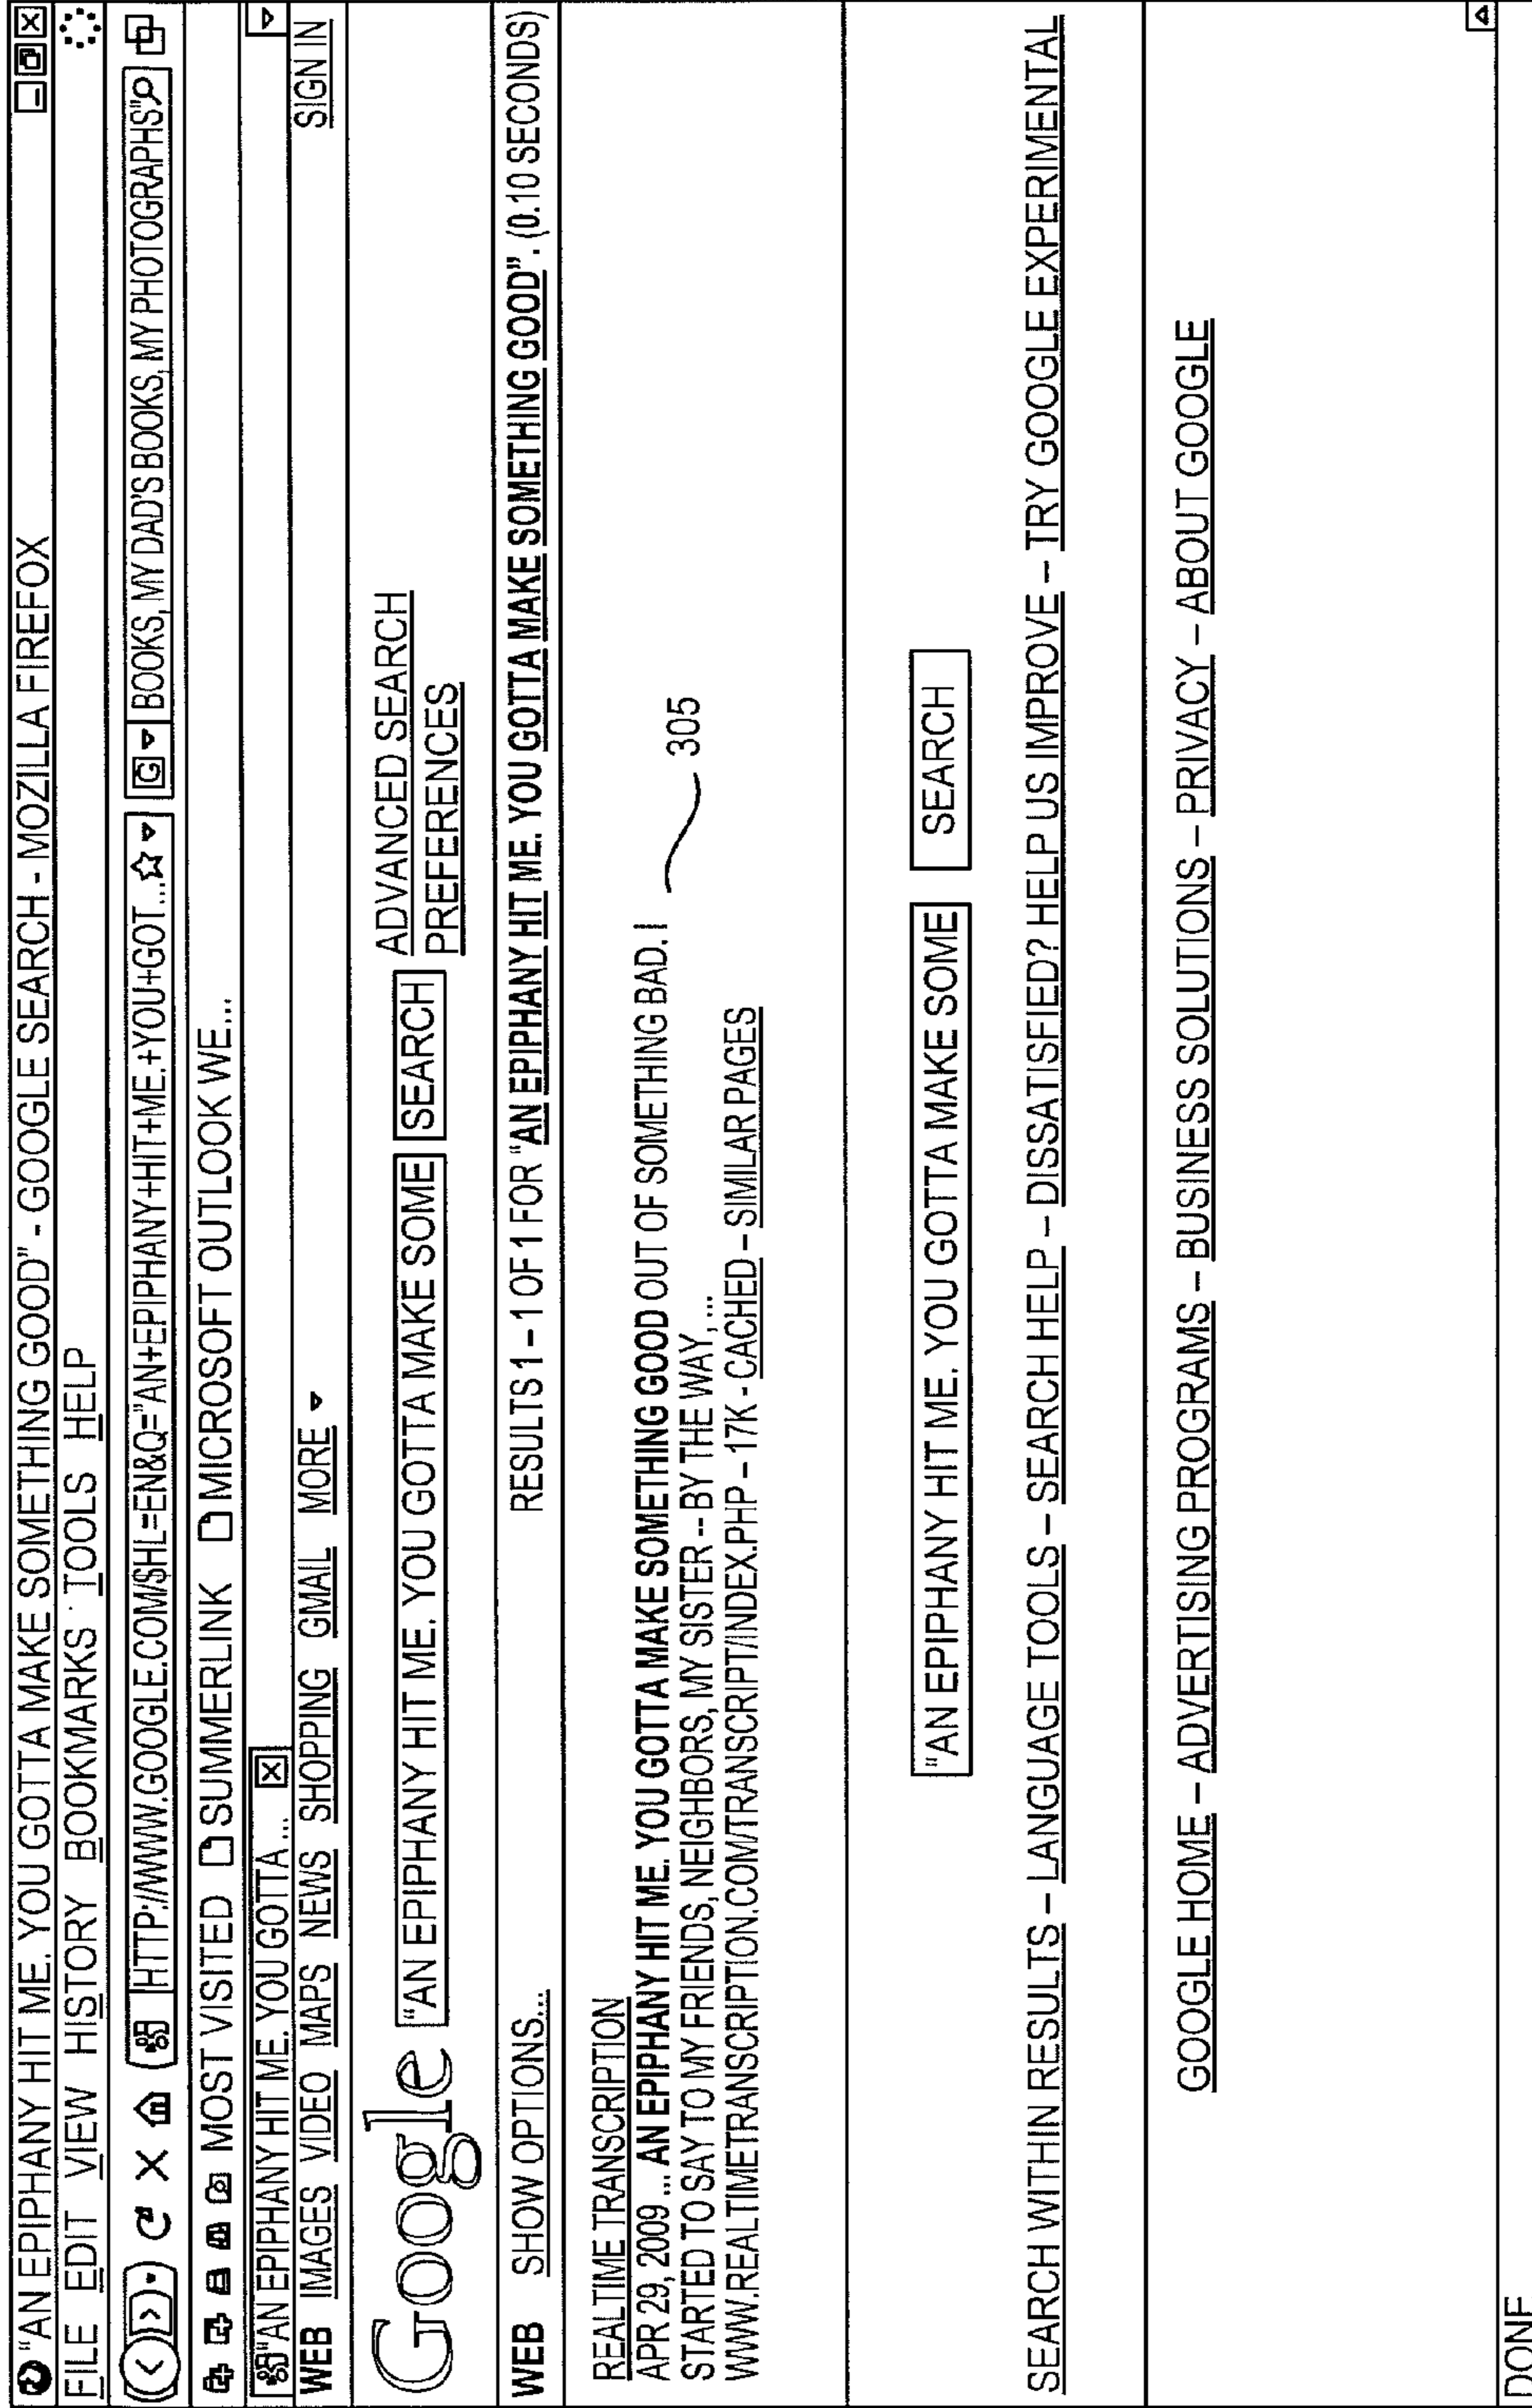 "AN EPIPHANY HIT ME. YOU GOTTA MAKE SOMETHING GOOD" - GOOGLE SEARCH - MOZILLA FIREFOX
FILE EDIT VIEW HISTORY BOOKMARKS TOOLS HELP
HTTP://WWW.GOOGLE.COM/SHL=EN&Q="AN+EPIPHANY+HIT+ME.+YOU+GOT... G BOOKS, MY DAD'S BOOKS, MY PHOTOGRAPHS"
MOST VISITED SUMMERLINK MICROSOFT OUTLOOK WE...
"AN EPIPHANY HIT ME. YOU GOTTA ...
WEB IMAGES VIDEO MAPS NEWS SHOPPING GMAIL MORE SIGN IN
Google "AN EPIPHANY HIT ME. YOU GOTTA MAKE SOME SEARCH ADVANCED SEARCH
PREFERENCES
WEB SHOW OPTIONS... RESULTS 1 – 1 OF 1 FOR "AN EPIPHANY HIT ME. YOU GOTTA MAKE SOMETHING GOOD". (0.10 SECONDS)
REALTIME TRANSCRIPTION
APR 29, 2009 ... AN EPIPHANY HIT ME. YOU GOTTA MAKE SOMETHING GOOD OUT OF SOMETHING BAD. I
305
STARTED TO SAY TO MY FRIENDS, NEIGHBORS, MY SISTER -- BY THE WAY, ...
WWW.REALTIMETRANSCRIPTION.COM/TRANSCRIPT/INDEX.PHP – 17K - CACHED – SIMILAR PAGES
"AN EPIPHANY HIT ME. YOU GOTTA MAKE SOME SEARCH
SEARCH WITHIN RESULTS – LANGUAGE TOOLS – SEARCH HELP – DISSATISFIED? HELP US IMPROVE – TRY GOOGLE EXPERIMENTAL
GOOGLE HOME – ADVERTISING PROGRAMS – BUSINESS SOLUTIONS – PRIVACY – ABOUT GOOGLE
DONE